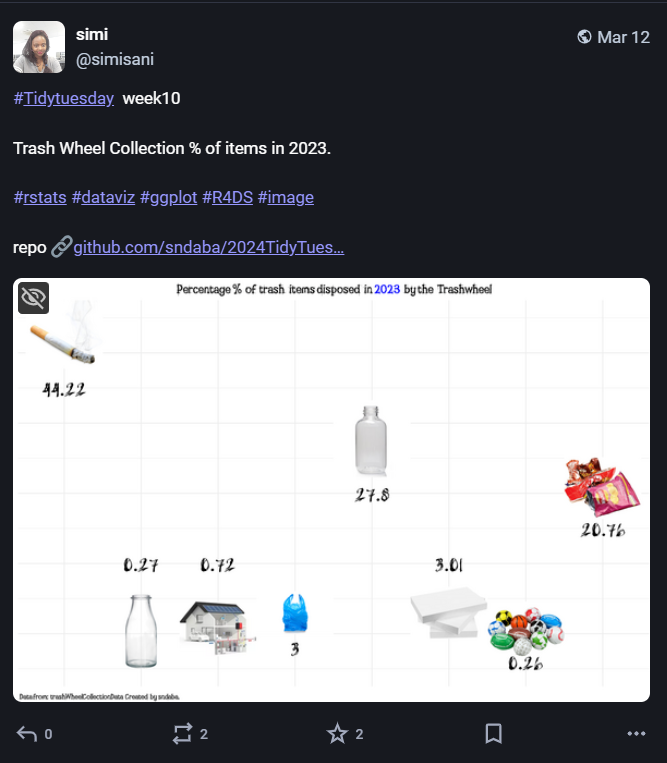 simi
@simisani
Mar 12
#Tidytuesday week10
Trash Wheel Collection % of items in 2023.
#rstats #dataviz #ggplot #R4DS #image
repo 🔗github.com/sndaba/2024TidyTues…
Percentage % of trash items disposed in 2023 by the Trashwheel
44.22
27.8
20.76
0.27
0.72
3.01
3
0.26
Data from: trashWheelCollectionData Created by sndaba.
0
2
2